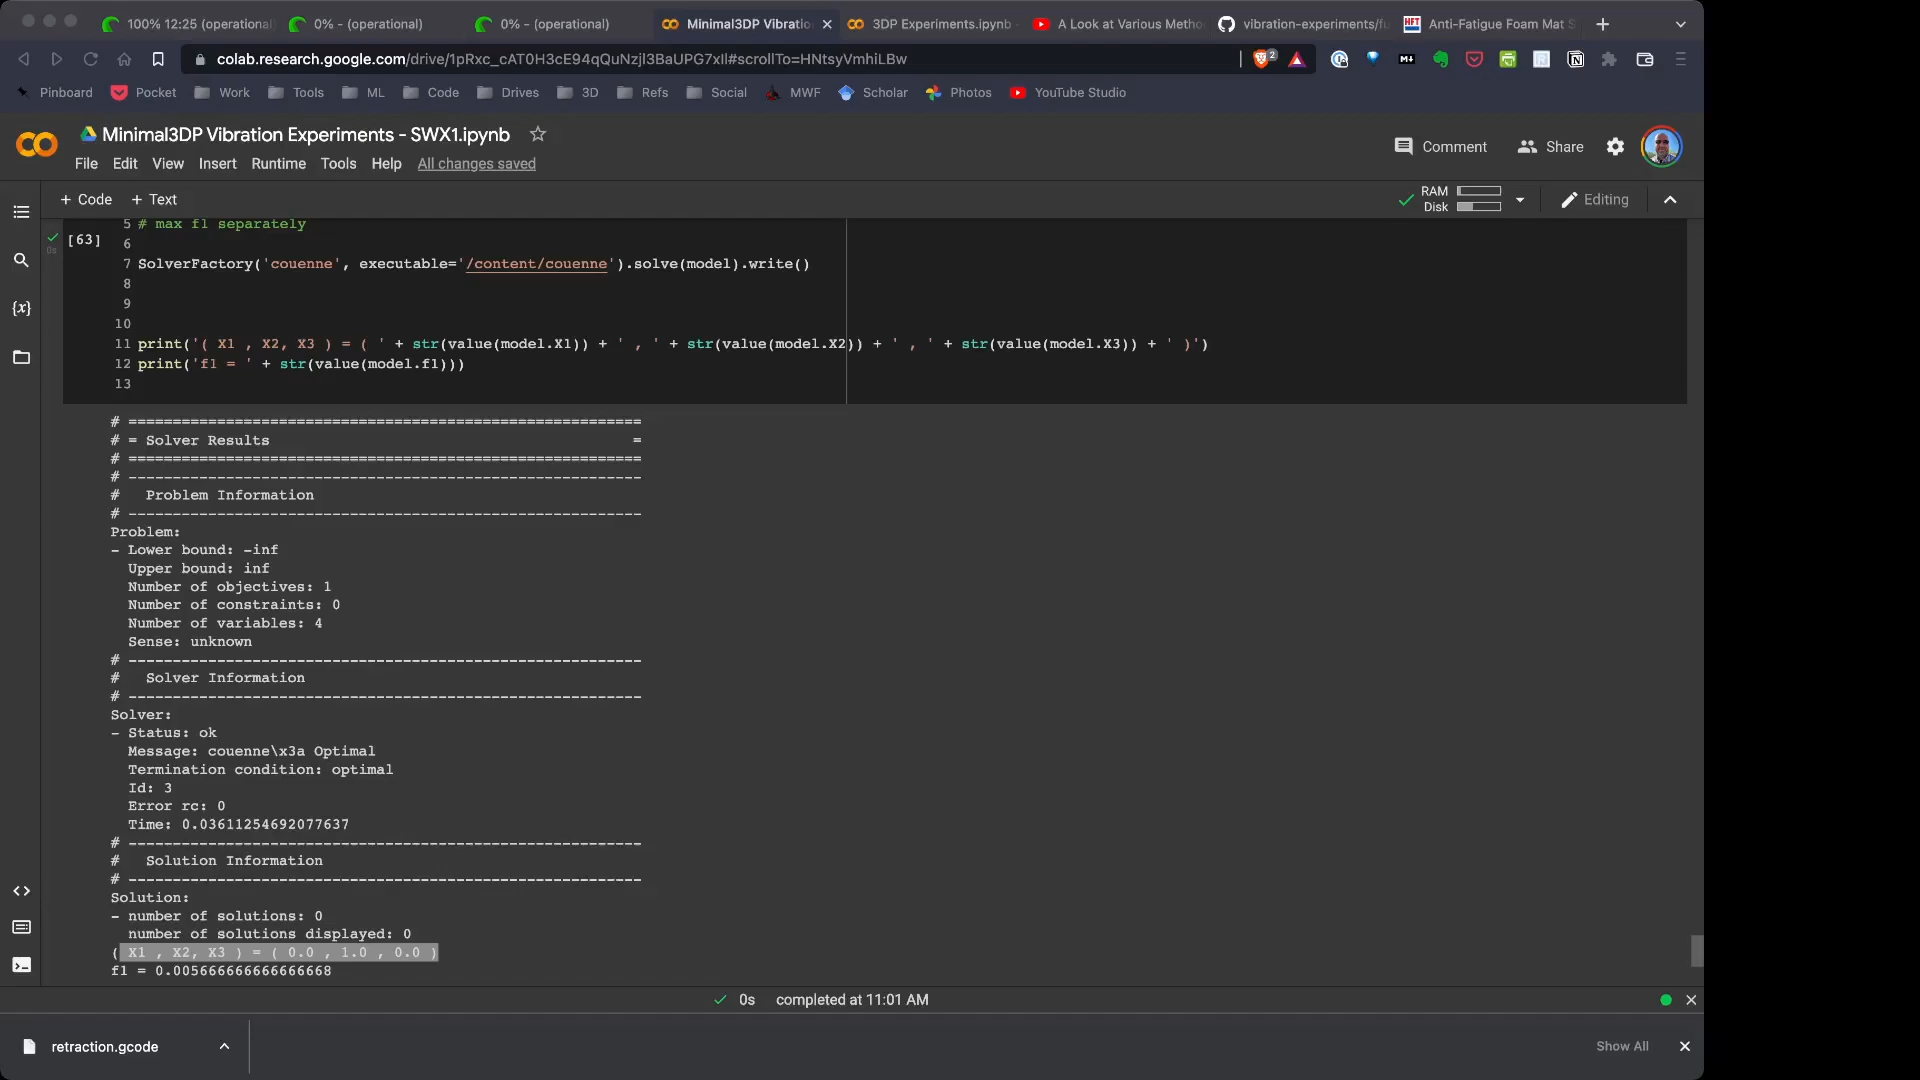 100% 12:25 (operational
0% - (operational)
0% - (operational)
Minimal3DP Vibratio
3DP Experiments.ipynb
A Look at Various Metho
vibration-experiments/fu
HFT Anti-Fatigue Foam Mat S
colab.research.google.com/drive/1pRxc_cAT0H3cE94qQuNzjl3BaUPG7xIl#scrollTo=HNtsyVmhiLBw
2
Pinboard Pocket Work Tools ML Code Drives 3D Refs Social MWF Scholar Photos YouTube Studio
Minimal3DP Vibration Experiments - SWX1.ipynb
Comment Share
File Edit View Insert Runtime Tools Help All changes saved
+ Code + Text
RAM
Disk
Editing
[63]
0s
5 # max f1 separately
6
7 SolverFactory('couenne', executable='/content/couenne').solve(model).write()
8
9
10
11 print('( X1 , X2, X3 ) = ( ' + str(value(model.X1)) + ' , ' + str(value(model.X2)) + ' , ' + str(value(model.X3)) + ' )')
12 print('f1 = ' + str(value(model.f1)))
13
# ==========================================================
# = Solver Results =
# ==========================================================
# ----------------------------------------------------------
# Problem Information
# ----------------------------------------------------------
Problem:
- Lower bound: -inf
Upper bound: inf
Number of objectives: 1
Number of constraints: 0
Number of variables: 4
Sense: unknown
# ----------------------------------------------------------
# Solver Information
# ----------------------------------------------------------
Solver:
- Status: ok
Message: couenne\x3a Optimal
Termination condition: optimal
Id: 3
Error rc: 0
Time: 0.03611254692077637
# ----------------------------------------------------------
# Solution Information
# ----------------------------------------------------------
Solution:
- number of solutions: 0
number of solutions displayed: 0
( X1 , X2, X3 ) = ( 0.0 , 1.0 , 0.0 )
f1 = 0.005666666666666668
0s completed at 11:01 AM
retraction.gcode
Show All